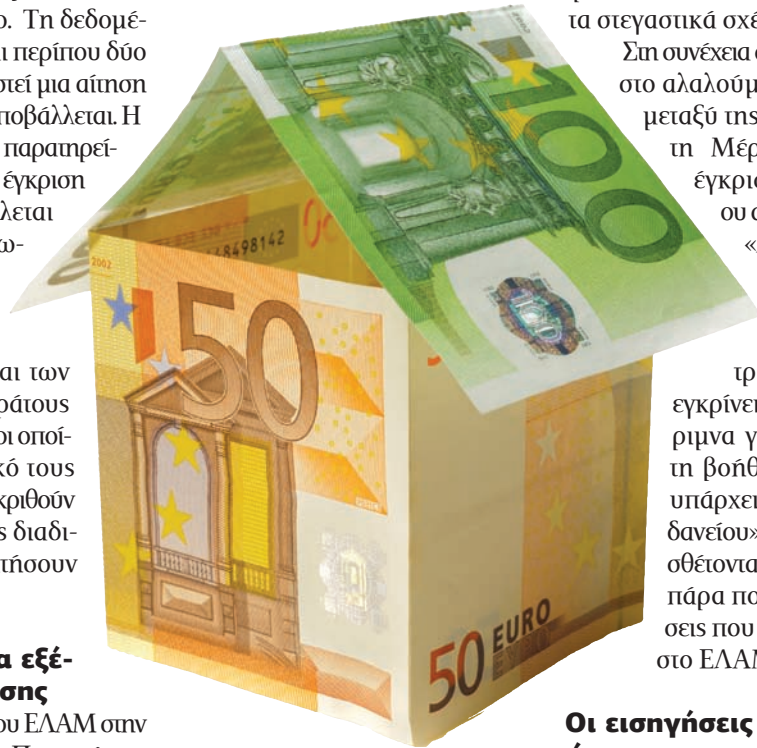 ο. Τη δεδομέ-
ι περίπου δύο
στεί μια αίτηση
ποβάλλεται. Η
παρατηρεί-
έγκριση
λεται
ω-
αι των
ράτους
οι οποί-
κό τους
κριθούν
ς διαδι-
τήσουν
α εξέ-
σης
ου ΕΛΑΜ στην
τα στεγαστικά σχέ
Στη συνέχεια
στο αλαλούμ
μεταξύ της
τη Μέρ
έγκρισ
ου
«
τρ
εγκρίνει
ριμνα γ
τη βοήθ
υπάρχει
δανείου»
σθέτοντα
πάρα πο
σεις που
στο ΕΛΑΜ
Οι εισηγήσεις
100
8498142
2002
50
50 EURO